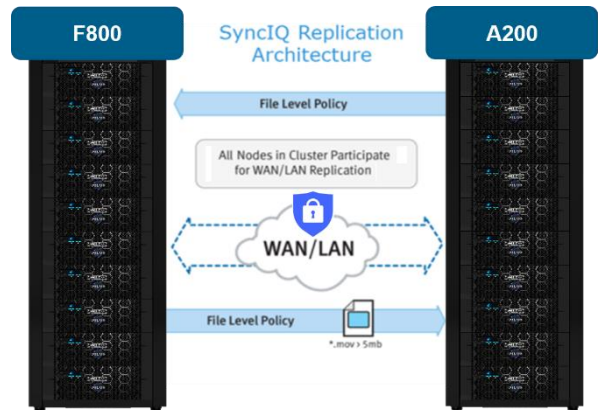 F800
SyncIQ Replication
Architecture
A200
File Level Policy
All Nodes in Cluster Participate
for WAN/LAN Replication
WAN/LAN
File Level Policy
*.mov > 5mb